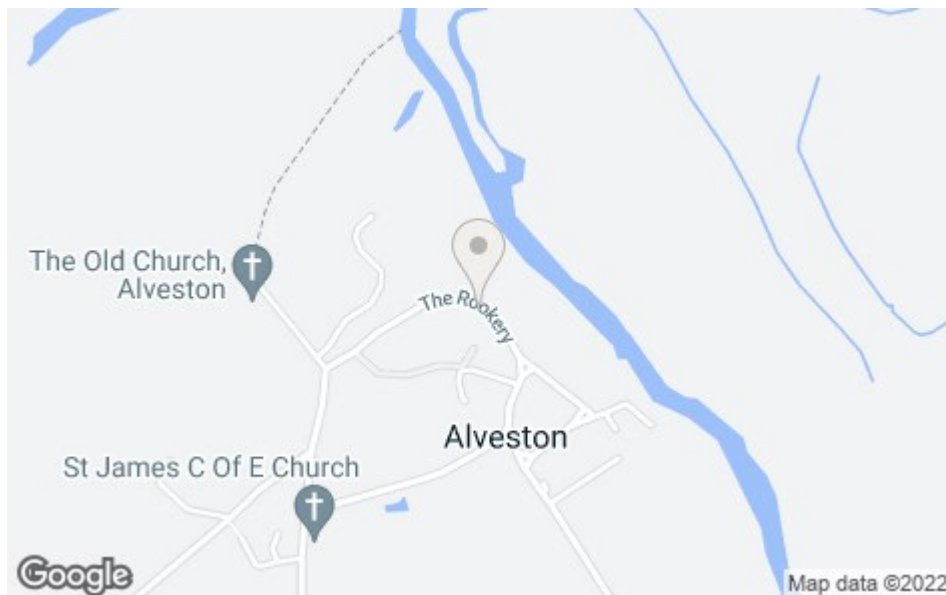 The Old Church,
Alveston
The Rookery
Alveston
St James C Of E Church
Google
Map data ©2022